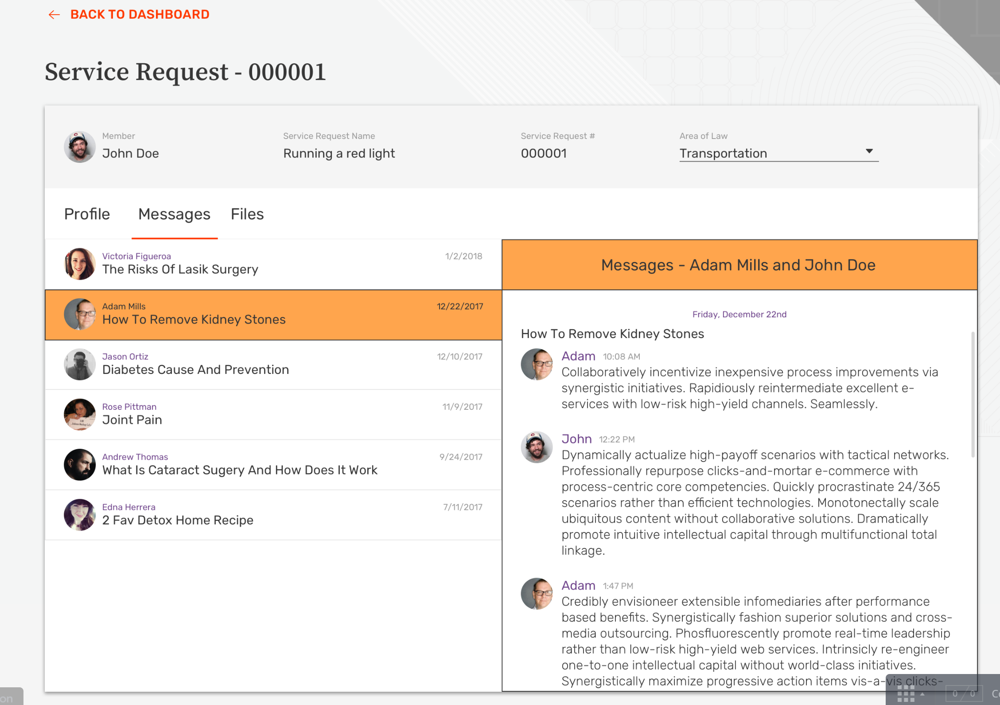 BACK TO DASHBOARD
Service Request - 000001
Member
John Doe
Service Request Name
Running a red light
Service Request #
000001
Area of Law
Transportation
Profile
Messages
Files
Victoria Figueroa
1/2/2018
The Risks Of Lasik Surgery
Adam Mills
12/22/2017
How To Remove Kidney Stones
Jason Ortiz
12/10/2017
Diabetes Cause And Prevention
Rose Pittman
11/9/2017
Joint Pain
Andrew Thomas
9/24/2017
What Is Cataract Sugery And How Does It Work
Edna Herrera
7/11/2017
2 Fav Detox Home Recipe
Messages - Adam Mills and John Doe
Friday, December 22nd
How To Remove Kidney Stones
Adam 10:08 AM
Collaboratively incentivize inexpensive process improvements via
synergistic initiatives. Rapidiously reintermediate excellent e-
services with low-risk high-yield channels. Seamlessly.
John 12:22 PM
Dynamically actualize high-payoff scenarios with tactical networks.
Professionally repurpose clicks-and-mortar e-commerce with
process-centric core competencies. Quickly procrastinate 24/365
scenarios rather than efficient technologies. Monotonectally scale
ubiquitous content without collaborative solutions. Dramatically
promote intuitive intellectual capital through multifunctional total
linkage.
Adam 1:47 PM
Credibly envisioneer extensible infomediaries after performance
based benefits. Synergistically fashion superior solutions and cross-
media outsourcing. Phosfluorescently promote real-time leadership
rather than low-risk high-yield web services. Intrinsicly re-engineer
one-to-one intellectual capital without world-class initiatives.
Synergistically maximize progressive action items vis-a-vis clicks-
on
0 / 0